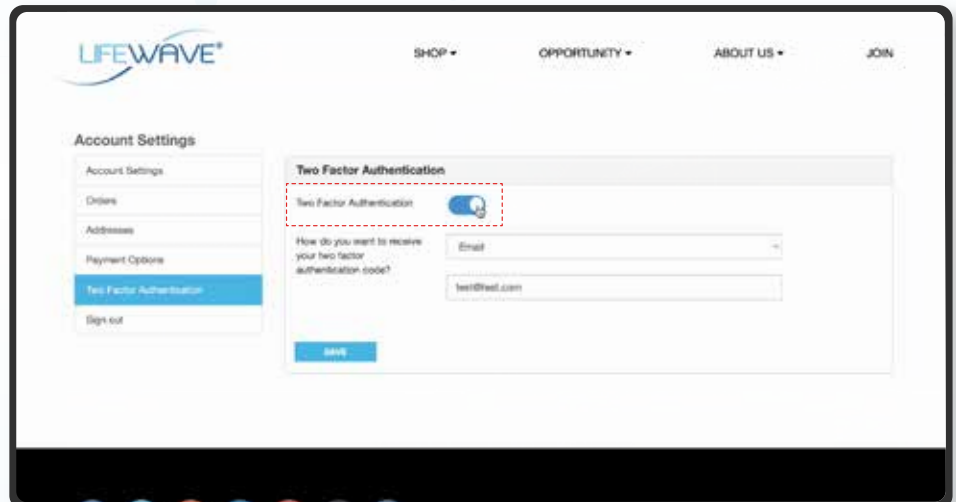 LIFEWAVE®
SHOP
OPPORTUNITY
ABOUT US
JOIN
Account Settings
Account Settings
Orders
Addresses
Payment Options
Two Factor Authentication
Sign out
Two Factor Authentication
Two Factor Authentication
How do you want to receive
your two factor
authentication code?
Email
test@test.com
SAVE